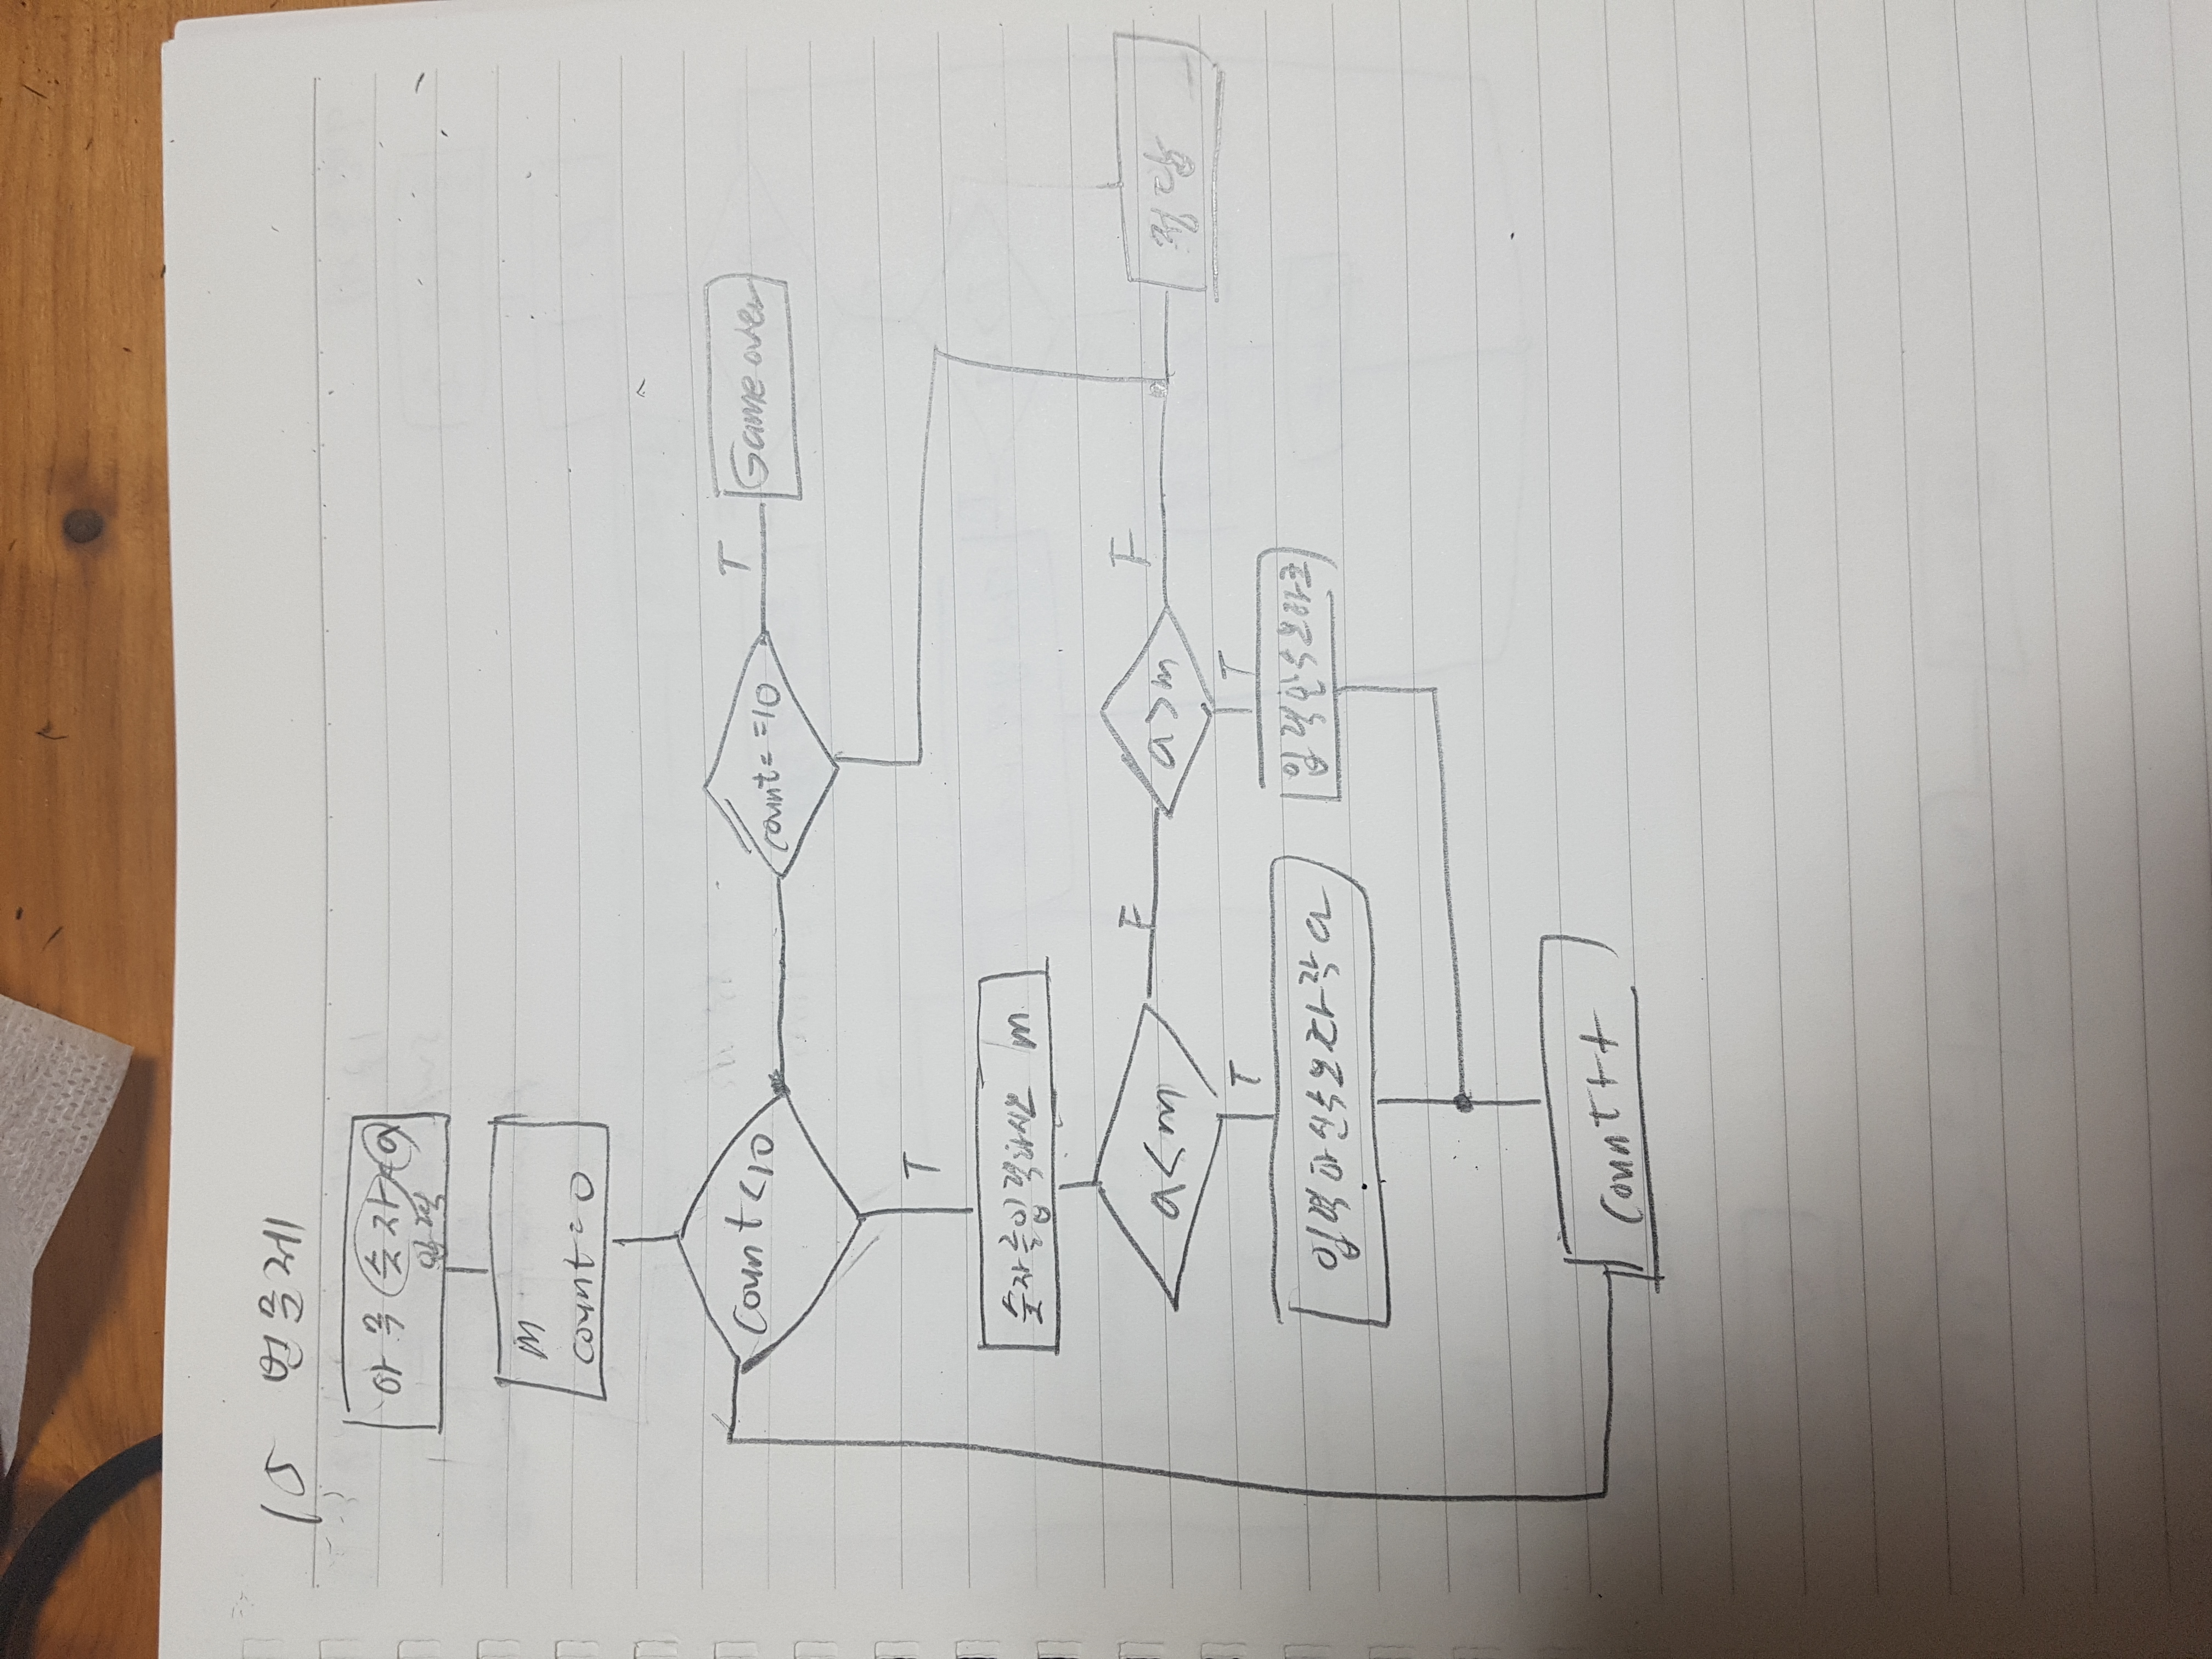 15 번문제
아무 숫자 a
입력
m
count = 0
count < 10
count = = 10
T
Game over
T
숫자를입력하시오 m
a < m
F
a > m
F
정답
T
T
입력하신수보다작다
입력한수보다크
count++